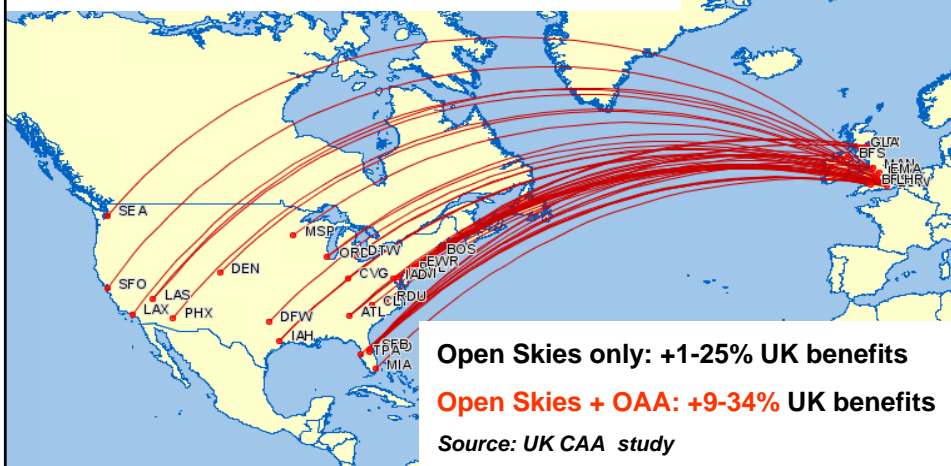 GLA
BFS
MAN
EMA
LHR
SEA
MSP
ORD
DTW
BOS
EWR
DEN
CVG
IAD
SFO
LAS
RDU
LAX
PHX
DFW
ATL
IAH
SFB
TPA
MIA
Open Skies only: +1-25% UK benefits
Open Skies + OAA: +9-34% UK benefits
Source: UK CAA study